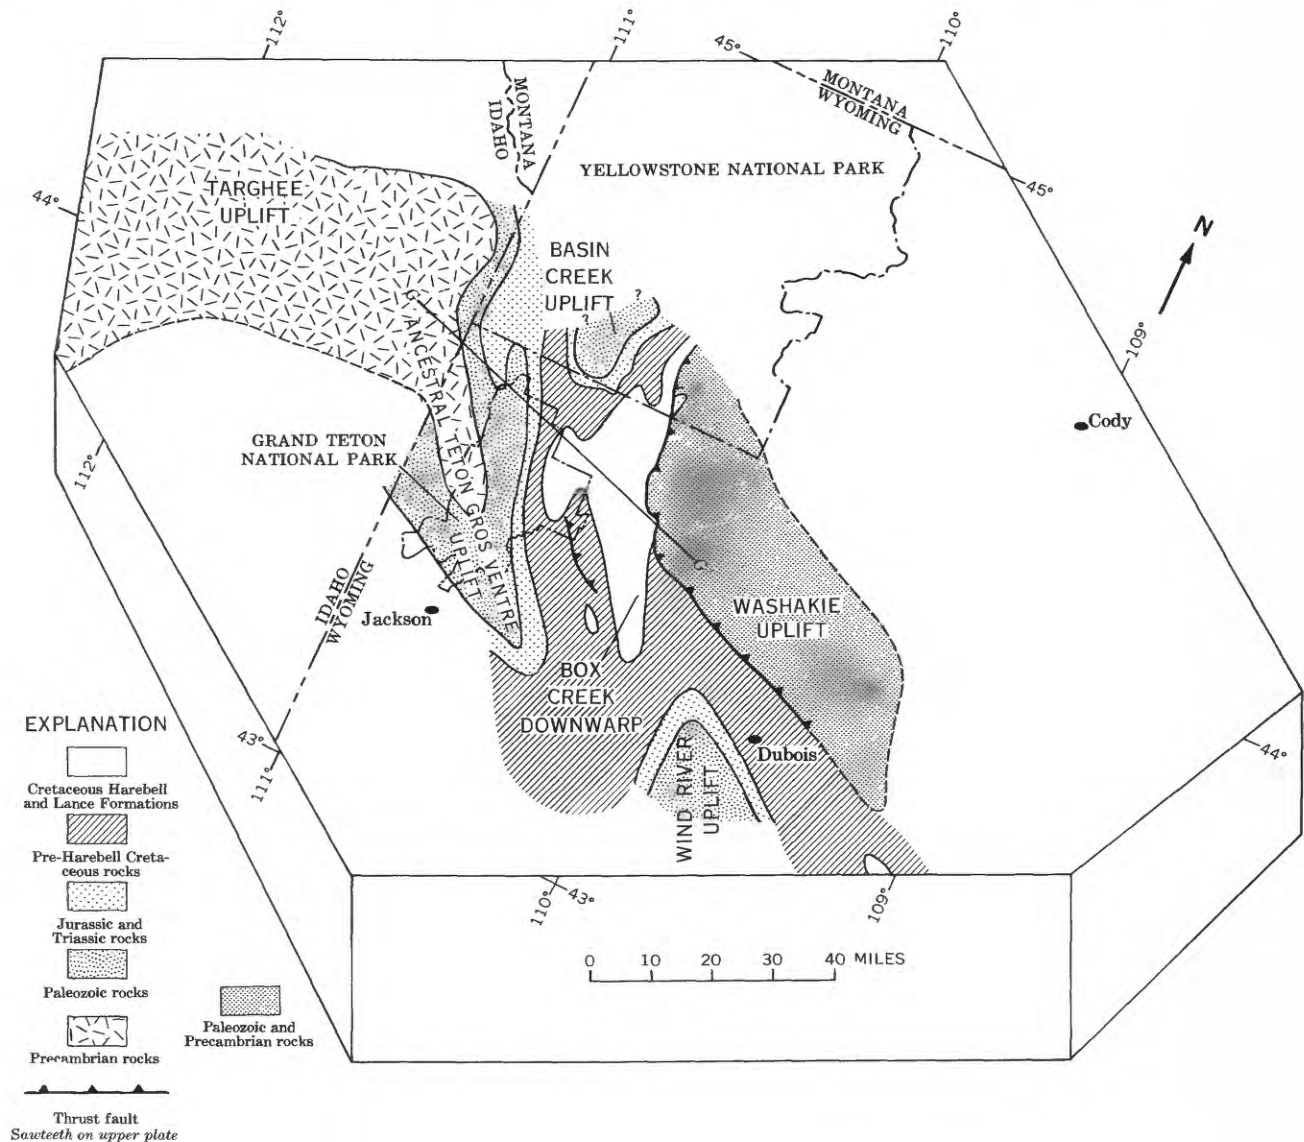 112°
111°
110°
45°
MONTANA
IDAHO
MONTANA
WYOMING
YELLOWSTONE NATIONAL PARK
45°
44°
TARGHEE
UPLIFT
N
BASIN
CREEK
UPLIFT
?
?
G
ANCESTRAL TETON GROS VENTRE
UPLIFT
109°
Cody
GRAND TETON
NATIONAL PARK
112°
G'
IDAHO
WYOMING
Jackson
WASHAKIE
UPLIFT
BOX
CREEK
DOWNWARP
Dubois
WIND RIVER
UPLIFT
43°
111°
44°
110°
43°
109°
0 10 20 30 40 MILES
EXPLANATION
Cretaceous Harebell
and Lance Formations
Pre-Harebell Creta-
ceous rocks
Jurassic and
Triassic rocks
Paleozoic rocks
Paleozoic and
Precambrian rocks
Precambrian rocks
Thrust fault
Sawteeth on upper plate